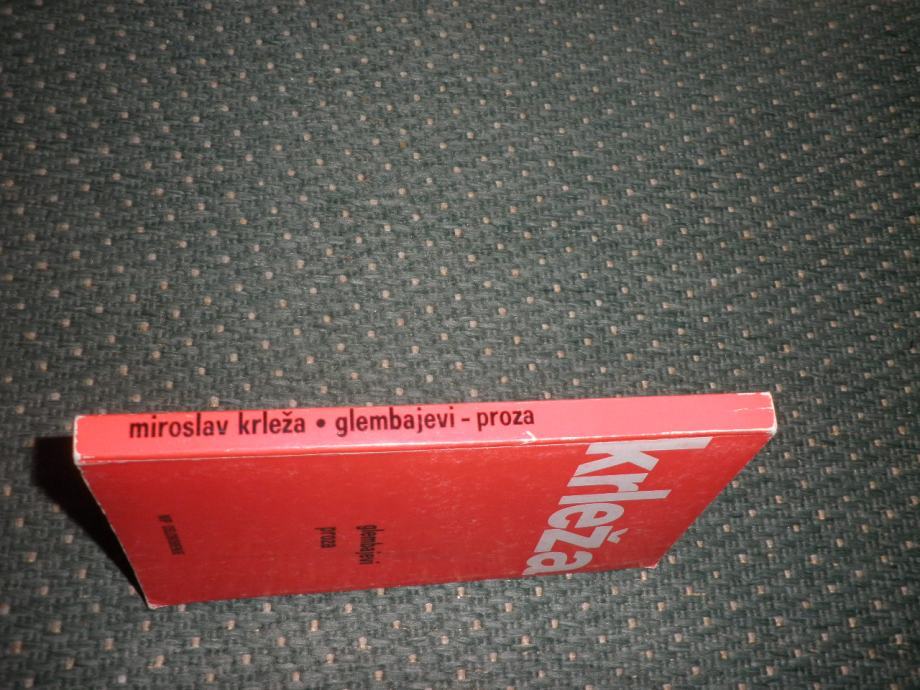 miroslav krleža • glembajevi - proza
krleža
glembajevi
proza